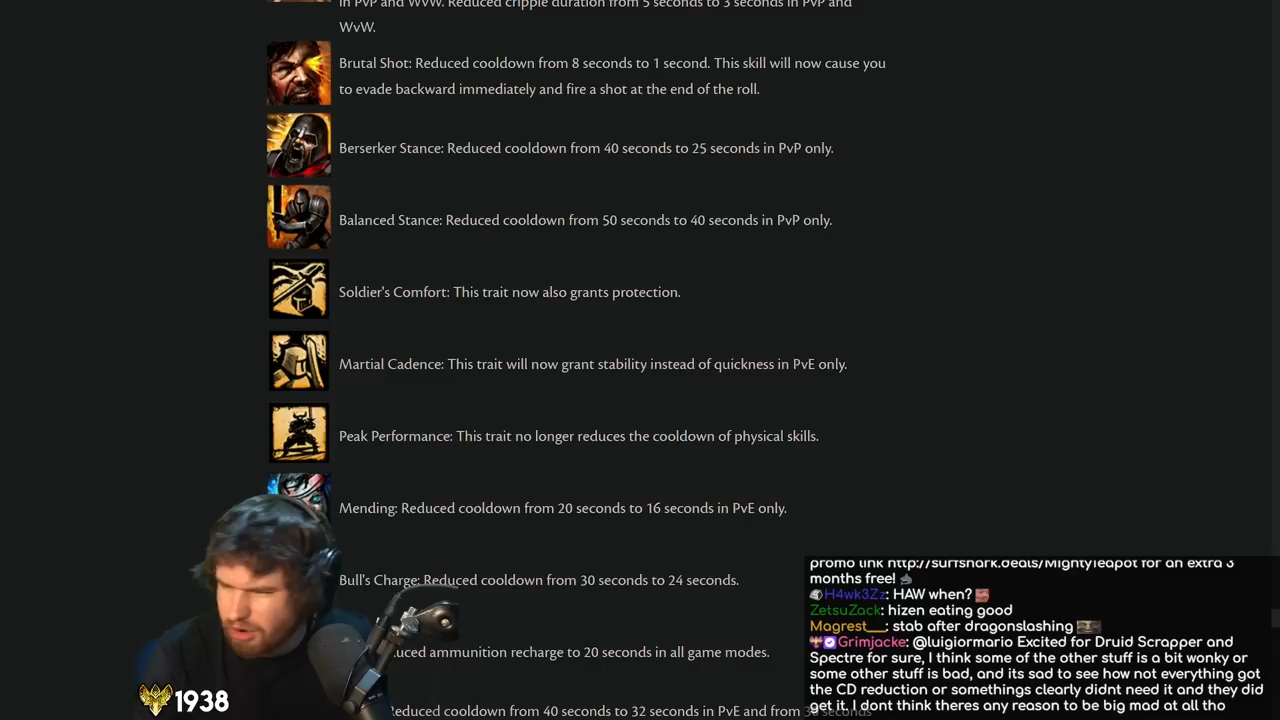 in PvP and WvW. Reduced cripple duration from 5 seconds to 3 seconds in PvP and
WvW.
Brutal Shot: Reduced cooldown from 8 seconds to 1 second. This skill will now cause you
to evade backward immediately and fire a shot at the end of the roll.
Berserker Stance: Reduced cooldown from 40 seconds to 25 seconds in PvP only.
Balanced Stance: Reduced cooldown from 50 seconds to 40 seconds in PvP only.
Soldier's Comfort: This trait now also grants protection.
Martial Cadence: This trait will now grant stability instead of quickness in PvE only.
Peak Performance: This trait no longer reduces the cooldown of physical skills.
Mending: Reduced cooldown from 20 seconds to 16 seconds in PvE only.
Bull's Charge: Reduced cooldown from 30 seconds to 24 seconds.
uced ammunition recharge to 20 seconds in all game modes.
Reduced cooldown from 40 seconds to 32 seconds in PvE and from 30 seconds
promo link http://surfshark.deals/MightyTeapot for an extra 3
months free!
H4wk3Zz: HAW when?
ZetsuZack: hizen eating good
Magrest__: stab after dragonslashing
Grimjacke: @luigiormario Excited for Druid Scrapper and
Spectre for sure, I think some of the other stuff is a bit wonky or
some other stuff is bad, and its sad to see how not everything got
the CD reduction or somethings clearly didnt need it and they did
get it. I dont think theres any reason to be big mad at all tho
1938